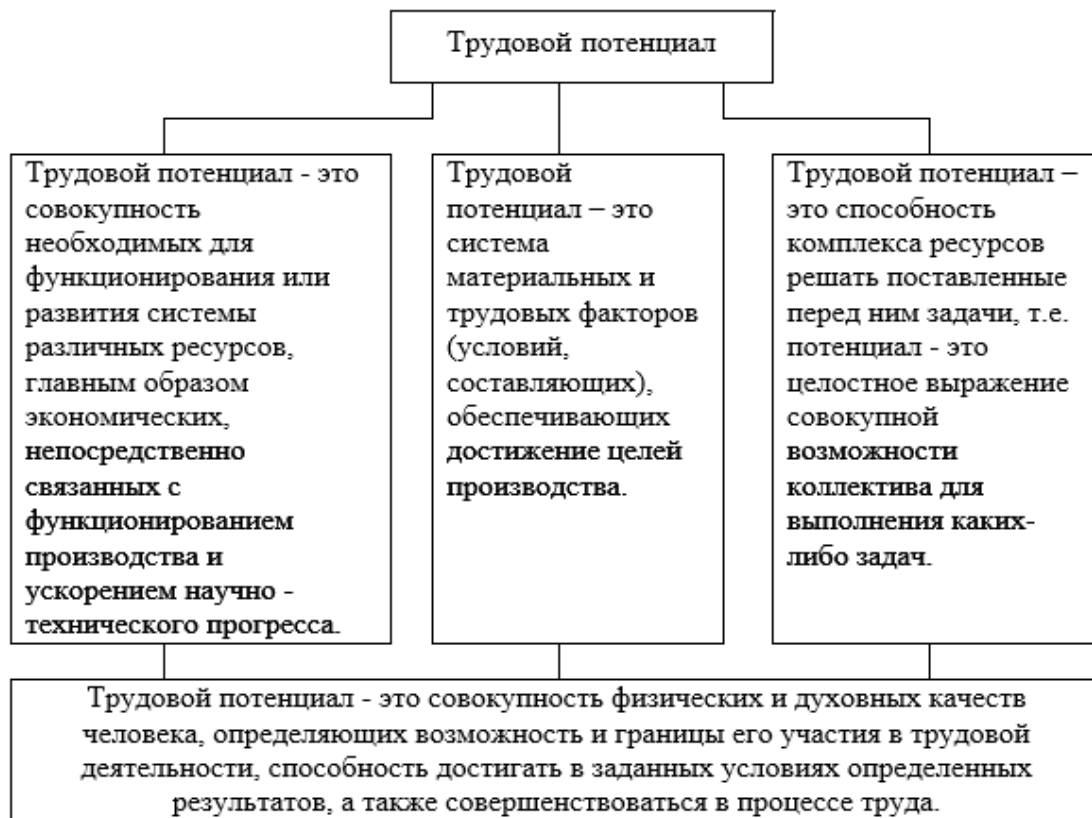 Трудовой потенциал
Трудовой потенциал - это
совокупность
необходимых для
функционирования или
развития системы
различных ресурсов,
главным образом
экономических,
непосредственно
связанных с
функционированием
производства и
ускорением научно -
технического прогресса.
Трудовой
потенциал – это
система
материальных и
трудовых факторов
(условий,
составляющих),
обеспечивающих
достижение целей
производства.
Трудовой потенциал –
это способность
комплекса ресурсов
решать поставленные
перед ним задачи, т.е.
потенциал - это
целостное выражение
совокупной
возможности
коллектива для
выполнения каких-
либо задач.
Трудовой потенциал - это совокупность физических и духовных качеств
человека, определяющих возможность и границы его участия в трудовой
деятельности, способность достигать в заданных условиях определенных
результатов, а также совершенствоваться в процессе труда.